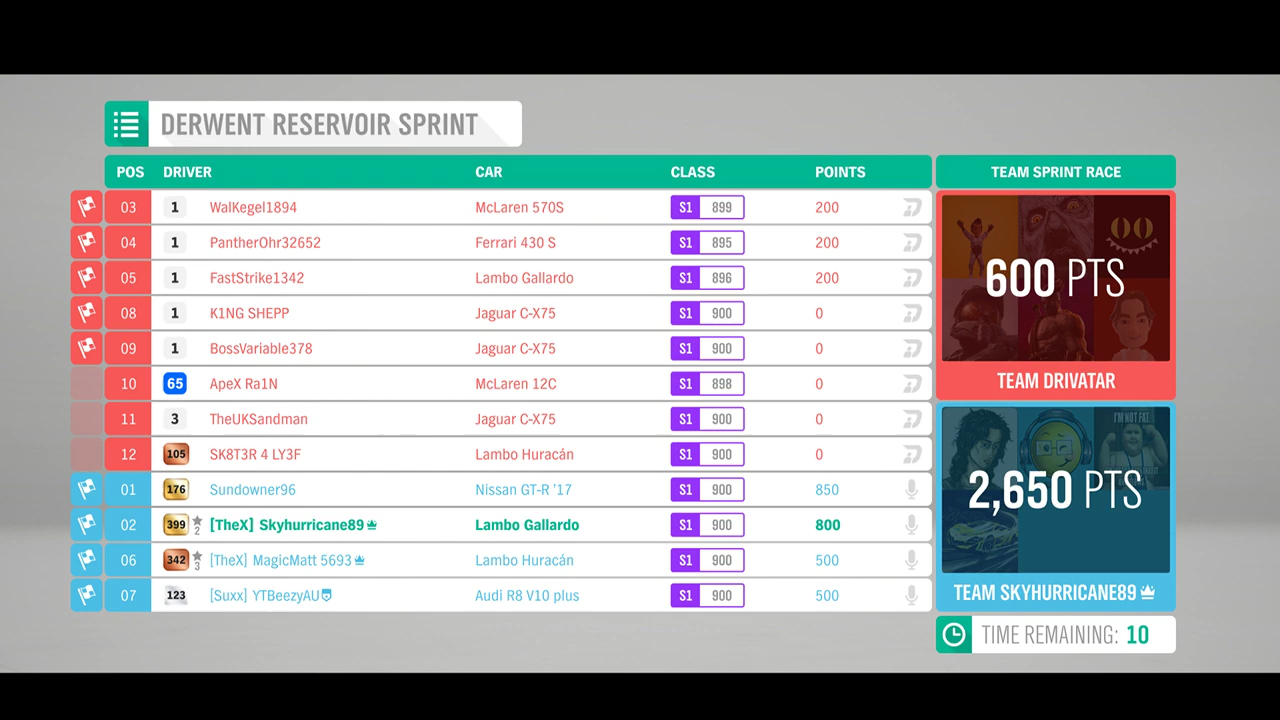 DERWENT RESERVOIR SPRINT
POS DRIVER CAR CLASS POINTS
03 1 WalKegel1894 McLaren 570S S1 899 200
04 1 PantherOhr32652 Ferrari 430 S S1 895 200
05 1 FastStrike1342 Lambo Gallardo S1 896 200
08 1 K1NG SHEPP Jaguar C-X75 S1 900 0
09 1 BossVariable378 Jaguar C-X75 S1 900 0
10 65 ApeX Ra1N McLaren 12C S1 898 0
11 3 TheUKSandman Jaguar C-X75 S1 900 0
12 105 SK8T3R 4 LY3F Lambo Huracán S1 900 0
01 176 Sundowner96 Nissan GT-R '17 S1 900 850
02 399 2 [TheX] Skyhurricane89 Lambo Gallardo S1 900 800
06 342 3 [TheX] MagicMatt 5693 Lambo Huracán S1 900 500
07 123 [Suxx] YTBeezyAU Audi R8 V10 plus S1 900 500
TEAM SPRINT RACE
600 PTS
TEAM DRIVATAR
I'M NOT FAT
2,650 PTS
TEAM SKYHURRICANE89
TIME REMAINING: 10